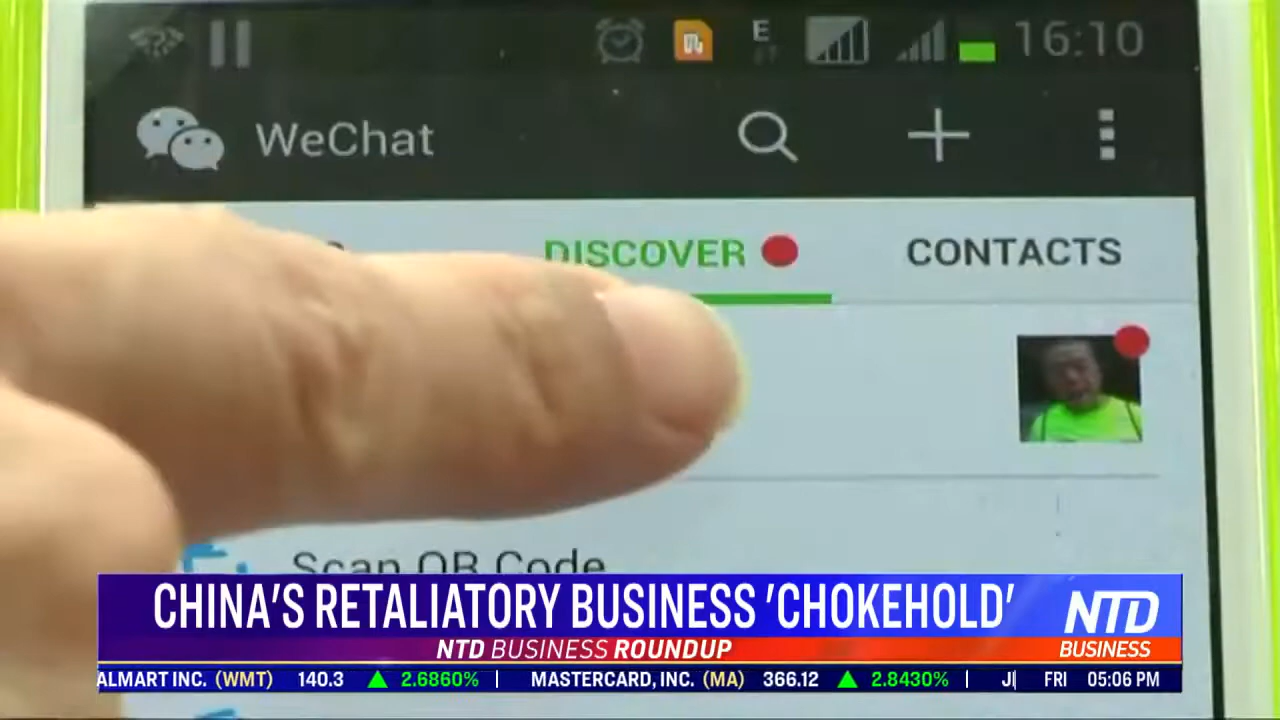 16:10
WeChat
DISCOVER
CONTACTS
Scan QR Code
CHINA'S RETALIATORY BUSINESS 'CHOKEHOLD'
NTD
BUSINESS
NTD BUSINESS ROUNDUP
ALMART INC. (WMT) 140.3 ▲ 2.6860% | MASTERCARD, INC. (MA) 366.12 ▲ 2.8430% | J FRI 05:06 PM